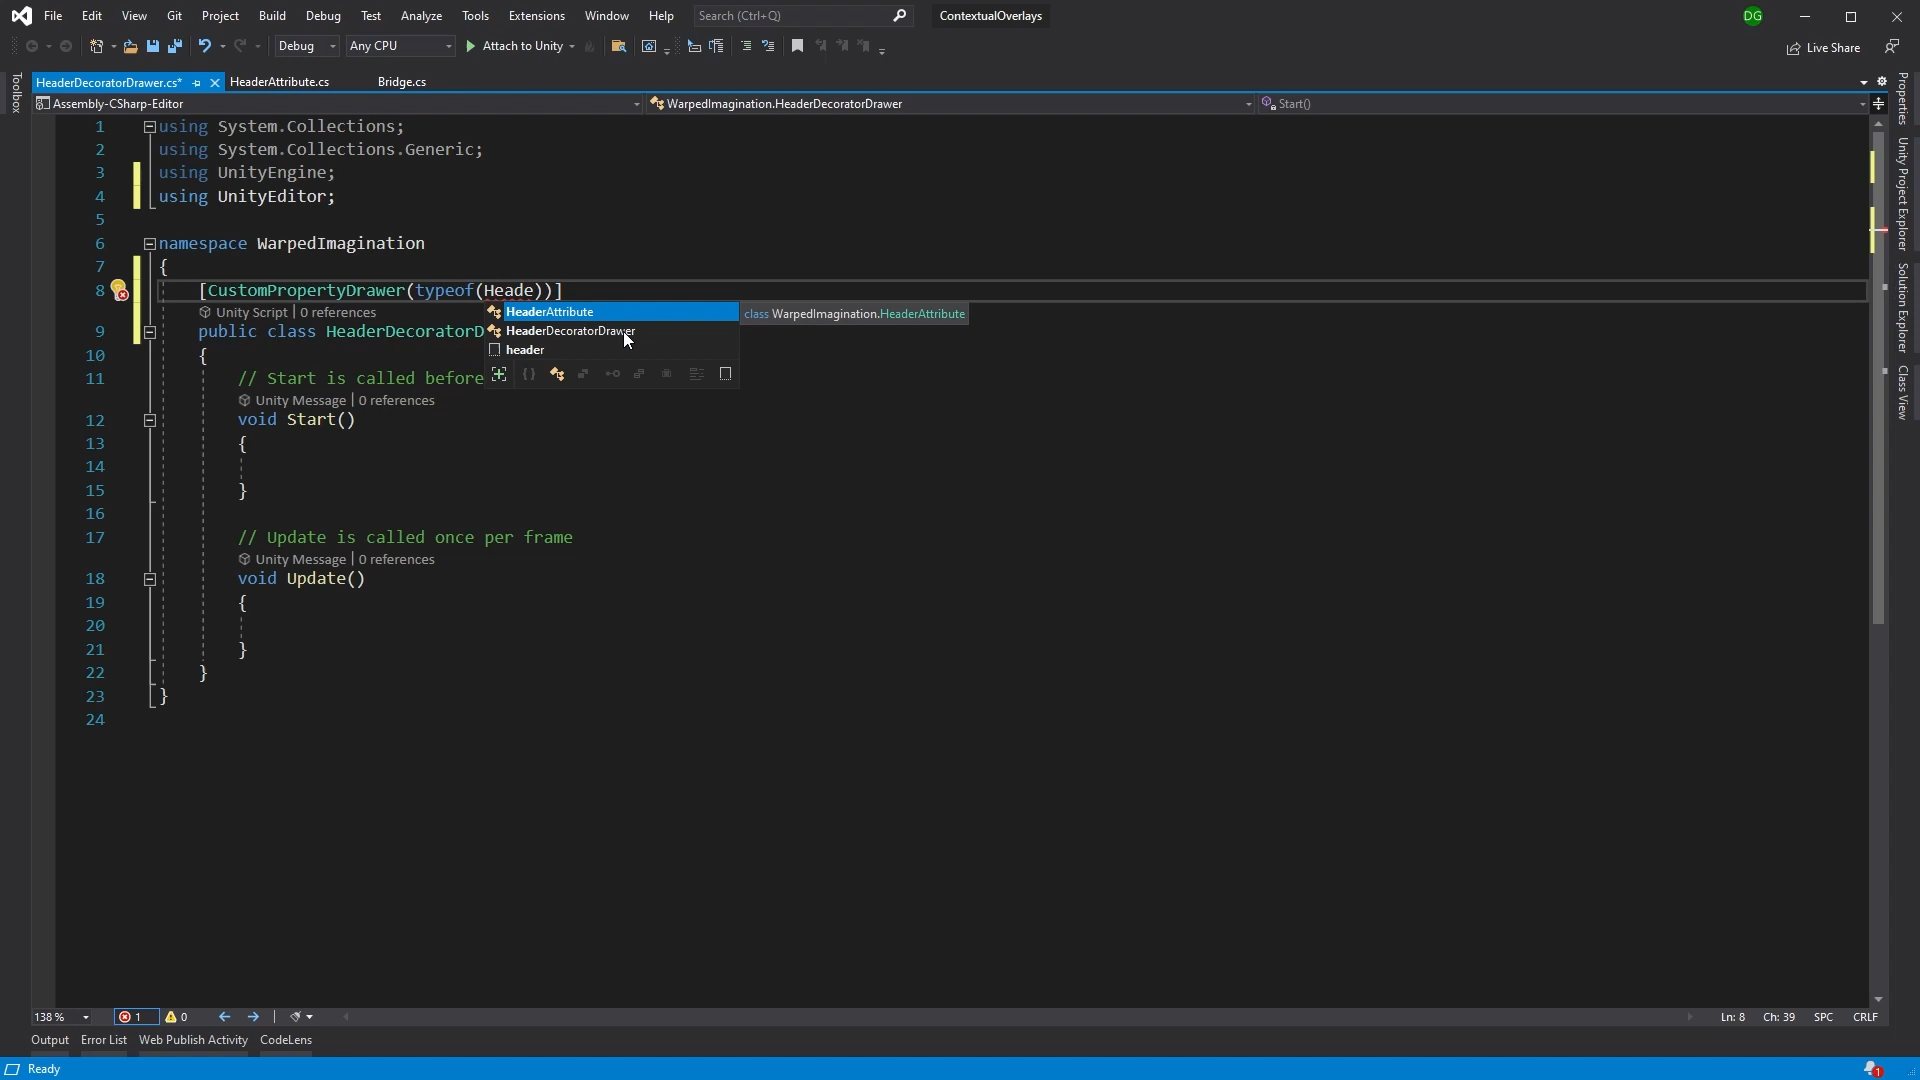 File Edit View Git Project Build Debug Test Analyze Tools Extensions Window Help Search (Ctrl+Q) ContextualOverlays DG
Debug Any CPU Attach to Unity Live Share
HeaderDecoratorDrawer.cs* HeaderAttribute.cs Bridge.cs
Assembly-CSharp-Editor WarpedImagination.HeaderDecoratorDrawer Start()
Toolbox
Properties
Unity Project Explorer
Solution Explorer
Class View
1 using System.Collections;
2 using System.Collections.Generic;
3 using UnityEngine;
4 using UnityEditor;
5
6 namespace WarpedImagination
7 {
8 [CustomPropertyDrawer(typeof(Heade))]
Unity Script | 0 references
HeaderAttribute
class WarpedImagination.HeaderAttribute
9 public class HeaderDecoratorD
HeaderDecoratorDrawer
header
10 {
11 // Start is called before
Unity Message | 0 references
12 void Start()
13 {
14
15 }
16
17 // Update is called once per frame
Unity Message | 0 references
18 void Update()
19 {
20
21 }
22 }
23 }
24
138 % 1 0 Ln: 8 Ch: 39 SPC CRLF
Output Error List Web Publish Activity CodeLens
Ready 1